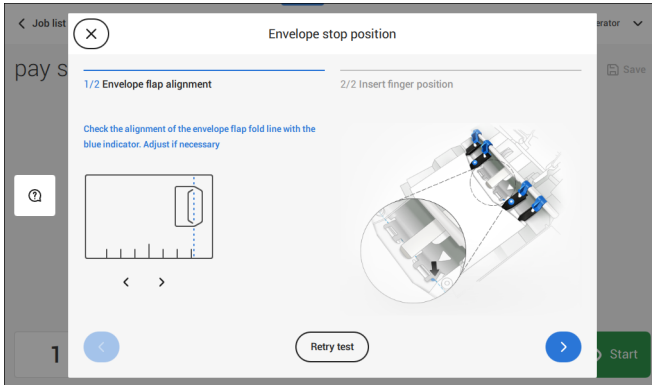 Job list
Envelope stop position
erator
pay s
Save
1/2 Envelope flap alignment
2/2 Insert finger position
Check the alignment of the envelope flap fold line with the
blue indicator. Adjust if necessary
1
Retry test
Start